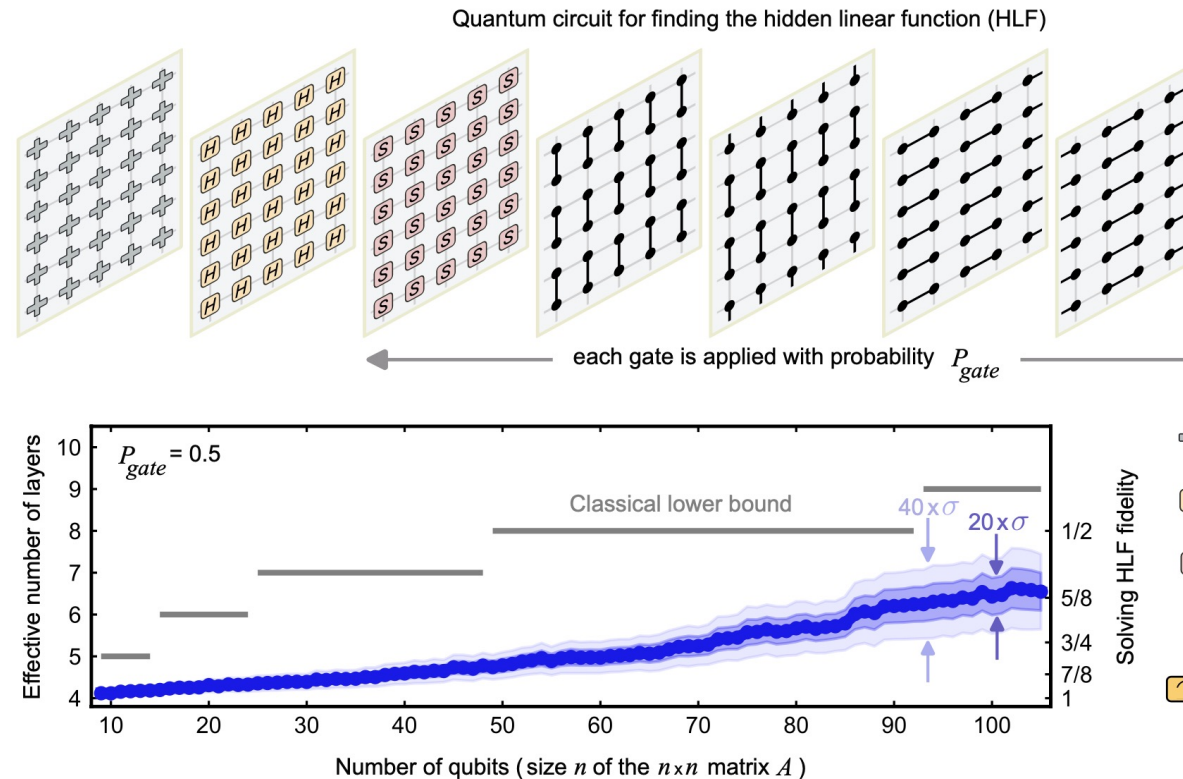 Quantum circuit for finding the hidden linear function (HLF)
H H H H H
H H H H H
H H H H H
H H H H H
H H H H H
H H H H H
S S S S S
S S S S S
S S S S S
S S S S S
S S S S S
S S S S S
each gate is applied with probability P_gate
Effective number of layers
10
9
8
7
6
5
4
P_gate = 0.5
Classical lower bound
40 x σ
20 x σ
1/2
5/8
3/4
7/8
1
Solving HLF fidelity
10 20 30 40 50 60 70 80 90 100
Number of qubits ( size n of the n x n matrix A )